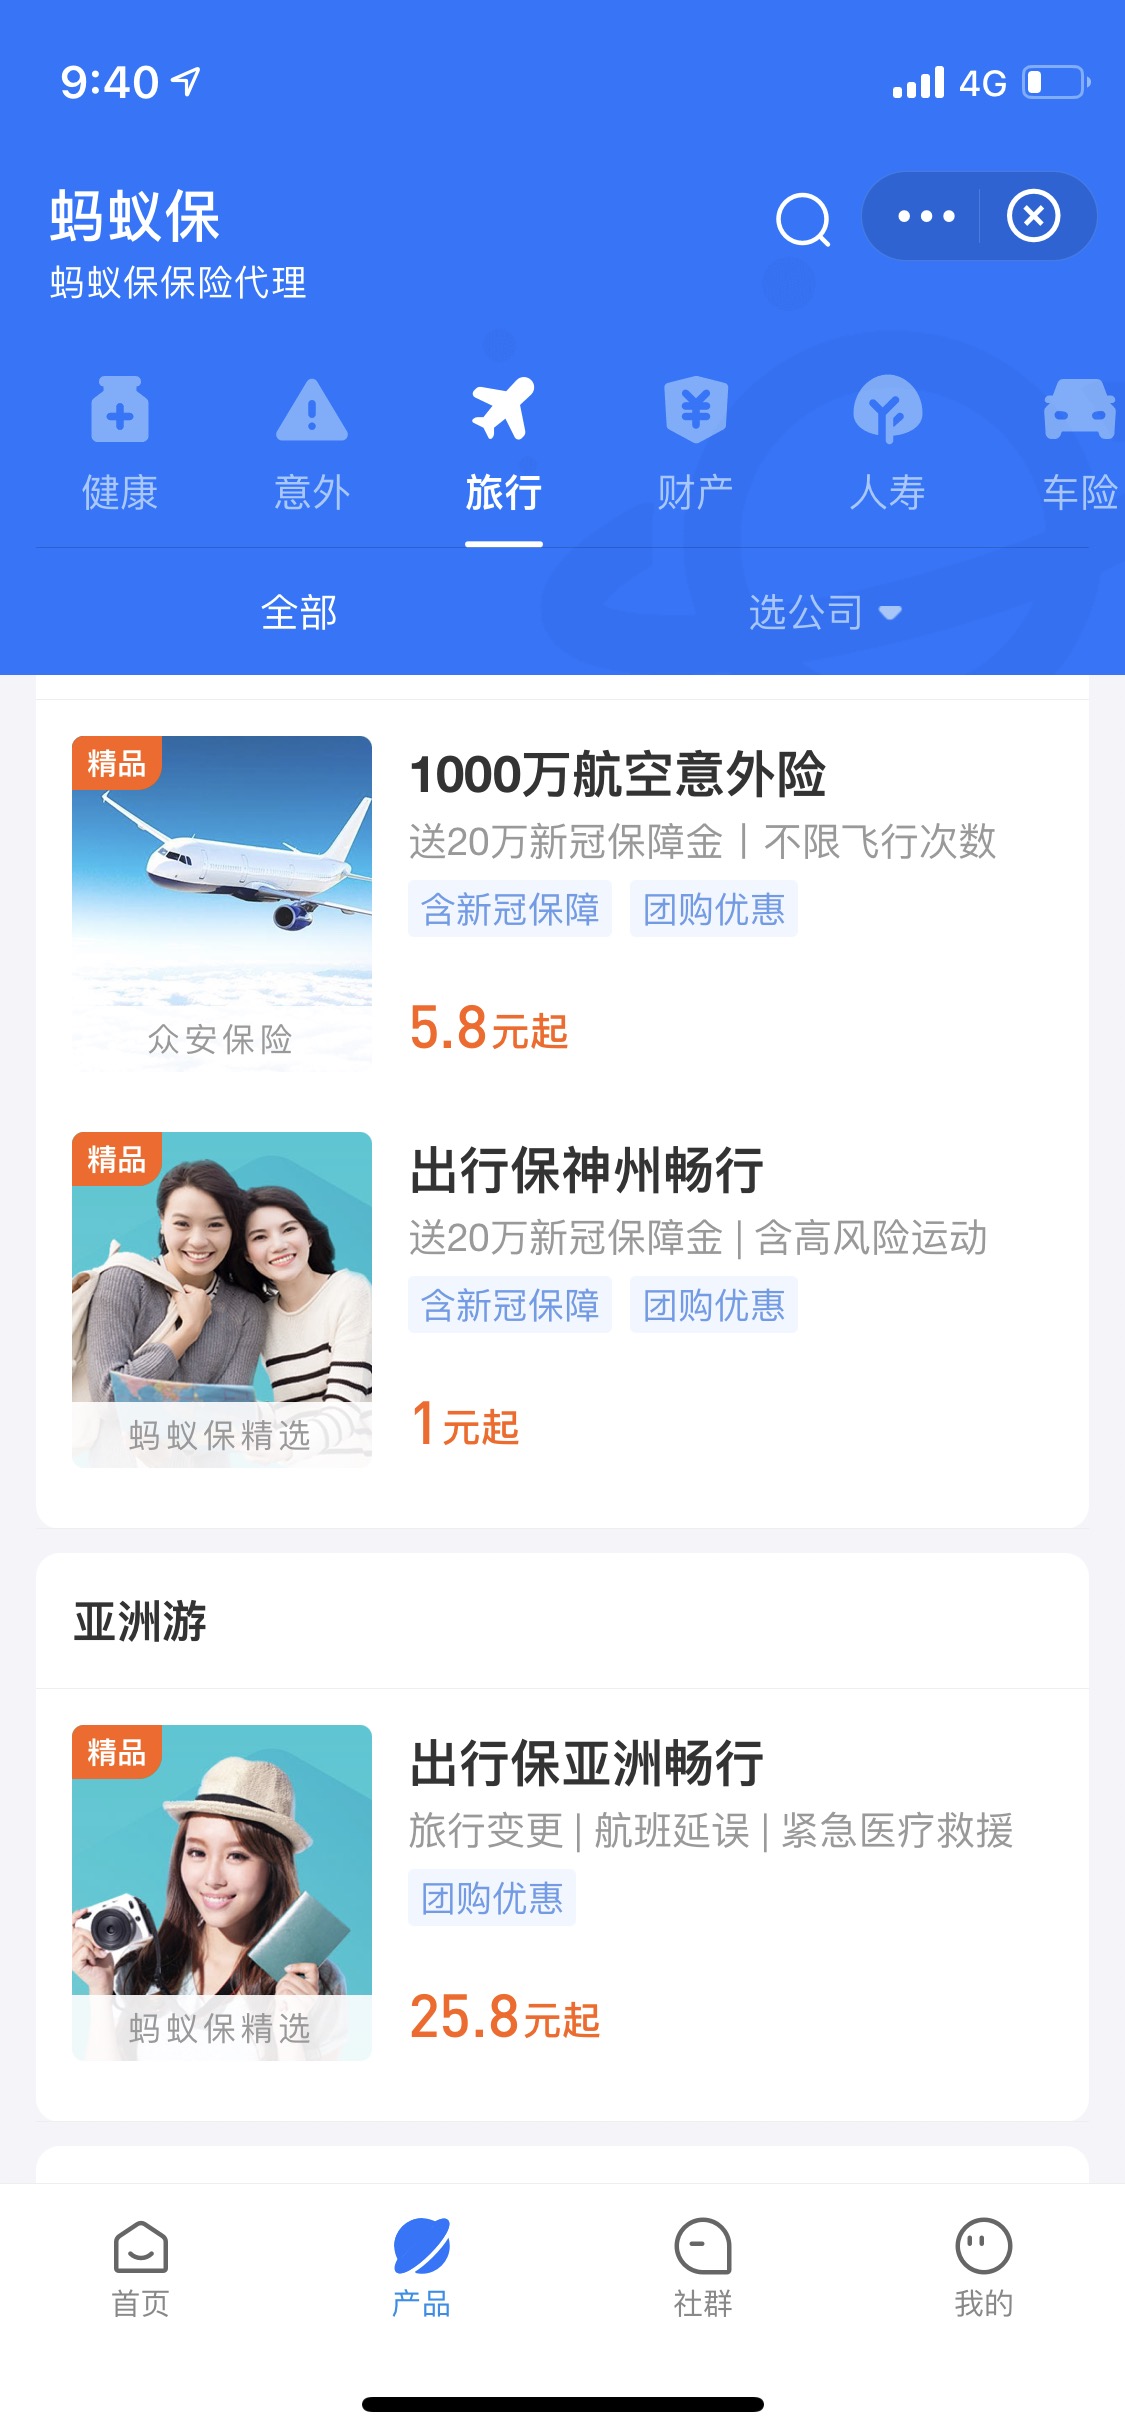 9:40
4G
蚂蚁保
蚂蚁保保险代理
健康
意外
旅行
财产
人寿
车险
全部
选公司
精品
1000万航空意外险
送20万新冠保障金 | 不限飞行次数
含新冠保障
团购优惠
众安保险
5.8元起
精品
出行保神州畅行
送20万新冠保障金 | 含高风险运动
含新冠保障
团购优惠
蚂蚁保精选
1元起
亚洲游
精品
出行保亚洲畅行
旅行变更 | 航班延误 | 紧急医疗救援
团购优惠
蚂蚁保精选
25.8元起
首页
产品
社群
我的